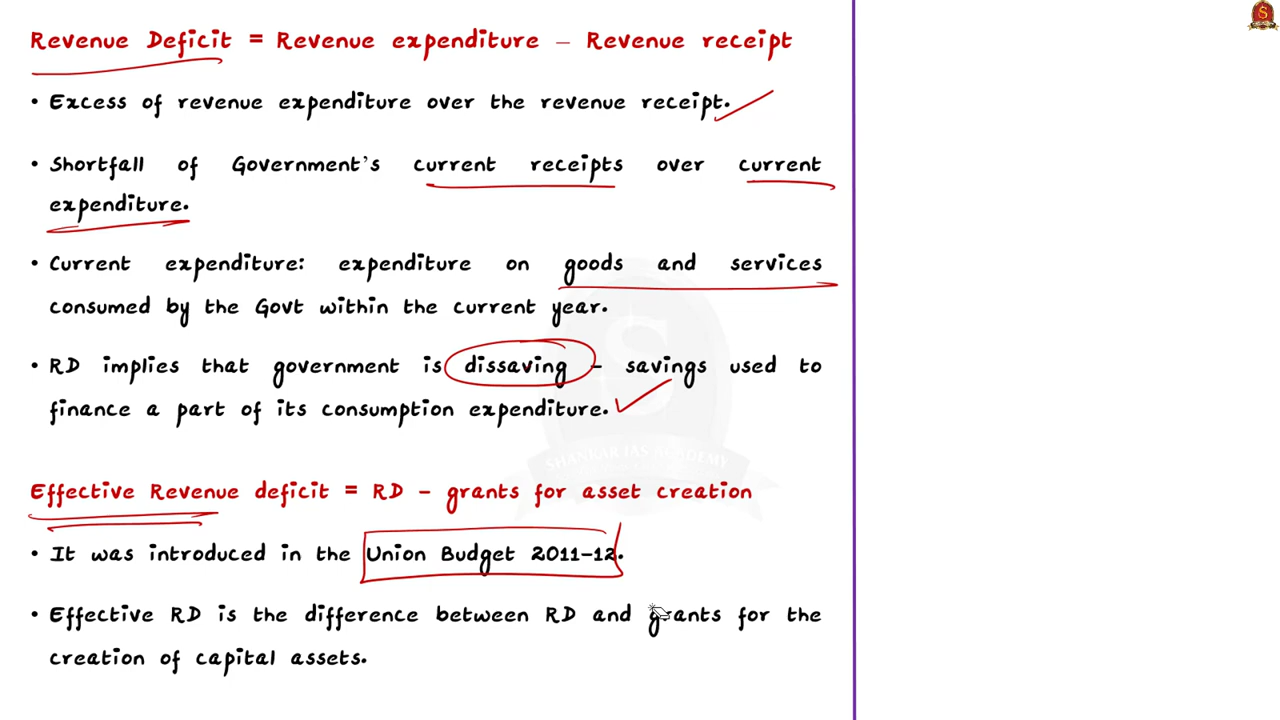 Revenue Deficit = Revenue expenditure – Revenue receipt
• Excess of revenue expenditure over the revenue receipt.
• Shortfall of Government's current receipts over current
expenditure.
• Current expenditure: expenditure on goods and services
consumed by the Govt within the current year.
• RD implies that government is dissaving – savings used to
finance a part of its consumption expenditure.
SHANKAR IAS ACADEMY
Effective Revenue deficit = RD – grants for asset creation
• It was introduced in the Union Budget 2011-12.
• Effective RD is the difference between RD and grants for the
creation of capital assets.